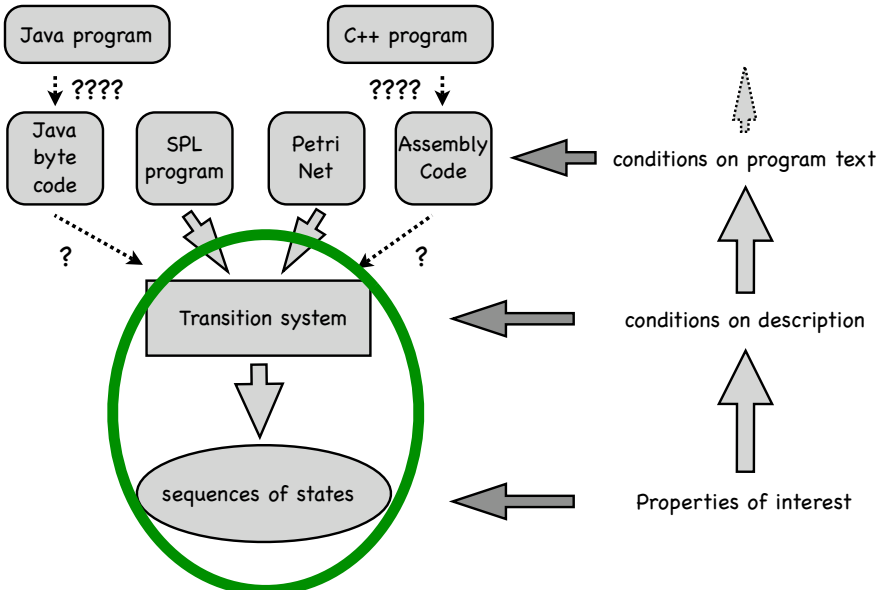 Java program
C++ program
????
????
Java
byte
code
SPL
program
Petri
Net
Assembly
Code
conditions on program text
?
?
Transition system
conditions on description
sequences of states
Properties of interest